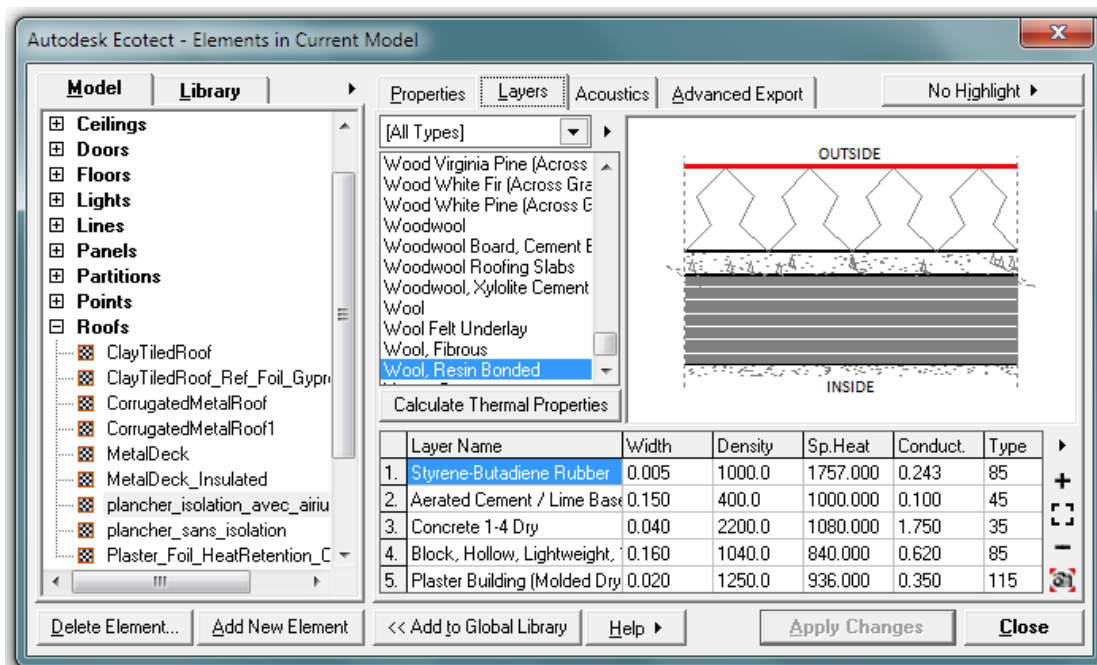 Autodesk Ecotect - Elements in Current Model
Model Library
Ceilings
Doors
Floors
Lights
Lines
Panels
Partitions
Points
Roofs
ClayTiledRoof
ClayTiledRoof_Ref_Foil_Gypr
CorrugatedMetalRoof
CorrugatedMetalRoof1
MetalDeck
MetalDeck_Insulated
plancher_isolation_avec_airiu
plancher_sans_isolation
Plaster_Foil_HeatRetention_C
Properties Layers Acoustics Advanced Export No Highlight
[All Types]
Wood Virginia Pine (Across
Wood White Fir (Across Gra
Wood White Pine (Across G
Woodwool
Woodwool Board, Cement B
Woodwool Roofing Slabs
Woodwool, Xylolite Cement
Wool
Wool Felt Underlay
Wool, Fibrous
Wool, Resin Bonded
Calculate Thermal Properties
OUTSIDE
INSIDE
Layer Name Width Density Sp.Heat Conduct. Type
1. Styrene-Butadiene Rubber 0.005 1000.0 1757.000 0.243 85
2. Aerated Cement / Lime Base 0.150 400.0 1000.000 0.100 45
3. Concrete 1-4 Dry 0.040 2200.0 1080.000 1.750 35
4. Block, Hollow, Lightweight, 0.160 1040.0 840.000 0.620 85
5. Plaster Building (Molded Dry 0.020 1250.0 936.000 0.350 115
Delete Element... Add New Element << Add to Global Library Help Apply Changes Close